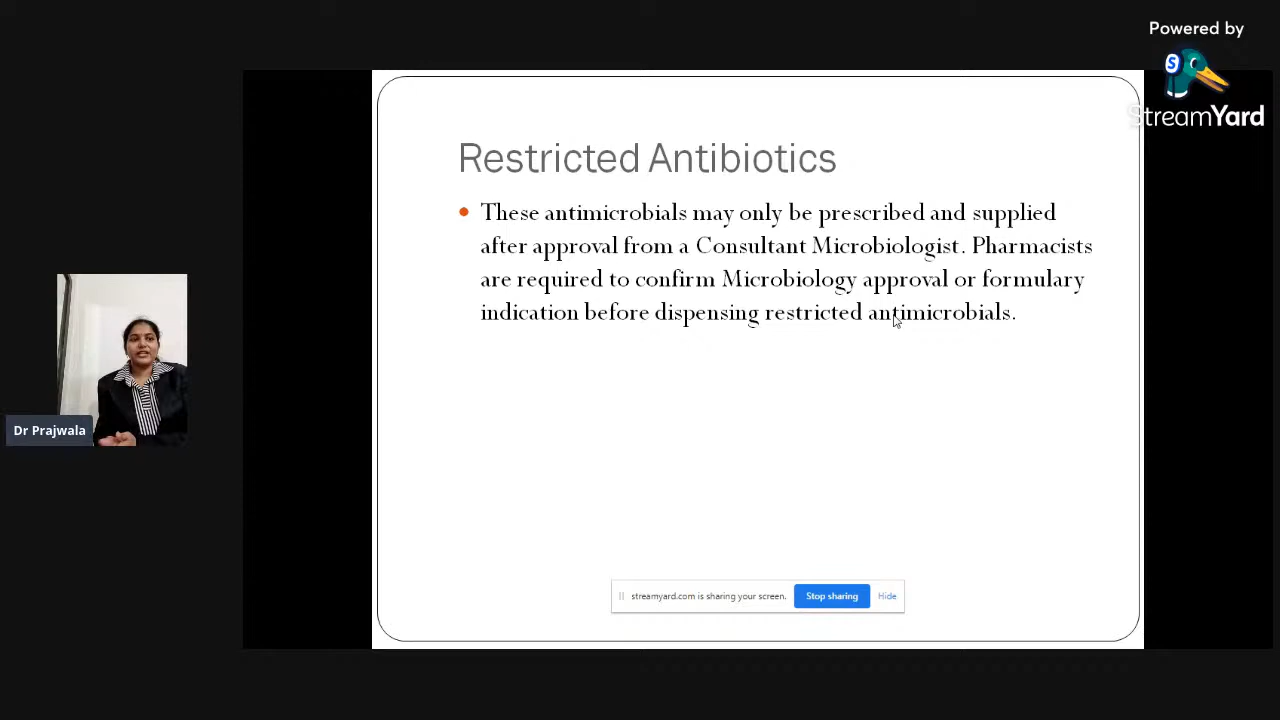 Powered by
S
StreamYard
Restricted Antibiotics
These antimicrobials may only be prescribed and supplied
after approval from a Consultant Microbiologist. Pharmacists
are required to confirm Microbiology approval or formulary
indication before dispensing restricted antimicrobials.
Dr Prajwala
streamyard.com is sharing your screen. Stop sharing Hide